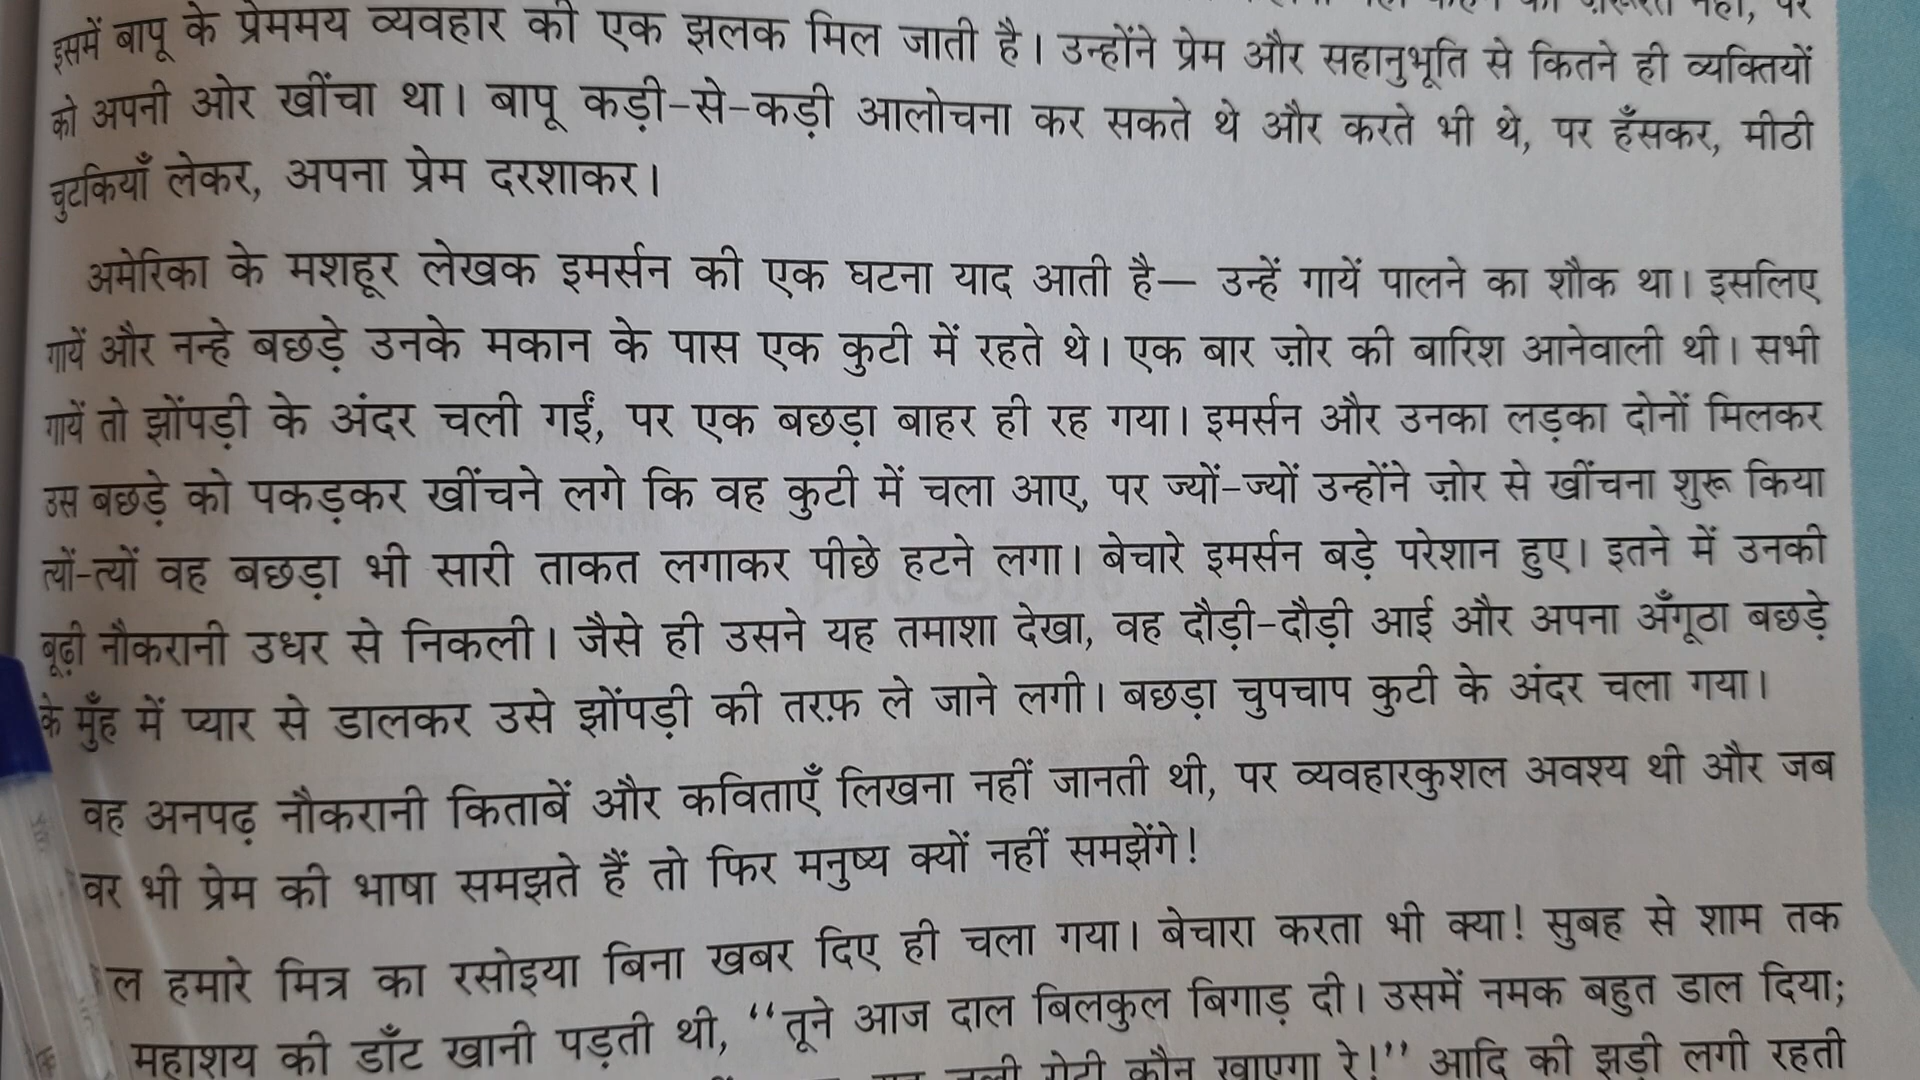 नहीं, पर
इसमें बापू के प्रेममय व्यवहार की एक झलक मिल जाती है। उन्होंने प्रेम और सहानुभूति से कितने ही व्यक्तियों
को अपनी ओर खींचा था। बापू कड़ी-से-कड़ी आलोचना कर सकते थे और करते भी थे, पर हँसकर, मीठी
चुटकियाँ लेकर, अपना प्रेम दरशाकर।
अमेरिका के मशहूर लेखक इमर्सन की एक घटना याद आती है— उन्हें गायें पालने का शौक था। इसलिए
गायें और नन्हे बछड़े उनके मकान के पास एक कुटी में रहते थे। एक बार ज़ोर की बारिश आनेवाली थी। सभी
गायें तो झोंपड़ी के अंदर चली गईं, पर एक बछड़ा बाहर ही रह गया। इमर्सन और उनका लड़का दोनों मिलकर
उस बछड़े को पकड़कर खींचने लगे कि वह कुटी में चला आए, पर ज्यों-ज्यों उन्होंने ज़ोर से खींचना शुरू किया
त्यों-त्यों वह बछड़ा भी सारी ताकत लगाकर पीछे हटने लगा। बेचारे इमर्सन बड़े परेशान हुए। इतने में उनकी
बूढ़ी नौकरानी उधर से निकली। जैसे ही उसने यह तमाशा देखा, वह दौड़ी-दौड़ी आई और अपना अँगूठा बछड़े
के मुँह में प्यार से डालकर उसे झोंपड़ी की तरफ़ ले जाने लगी। बछड़ा चुपचाप कुटी के अंदर चला गया।
वह अनपढ़ नौकरानी किताबें और कविताएँ लिखना नहीं जानती थी, पर व्यवहारकुशल अवश्य थी और जब
वर भी प्रेम की भाषा समझते हैं तो फिर मनुष्य क्यों नहीं समझेंगे!
ल हमारे मित्र का रसोइया बिना खबर दिए ही चला गया। बेचारा करता भी क्या! सुबह से शाम तक
महाशय की डाँट खानी पड़ती थी, “तूने आज दाल बिलकुल बिगाड़ दी। उसमें नमक बहुत डाल दिया;
रोटी कौन खाएगा रे!” आदि की झड़ी लगी रहती